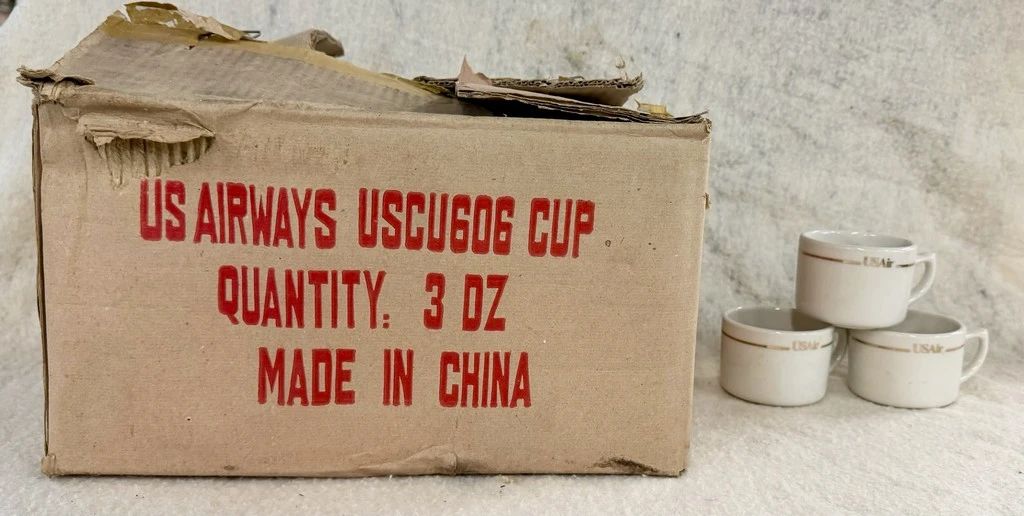 US AIRWAYS USCU606 CUP
QUANTITY: 3 DZ
MADE IN CHINA
USAir
USAir
USAir